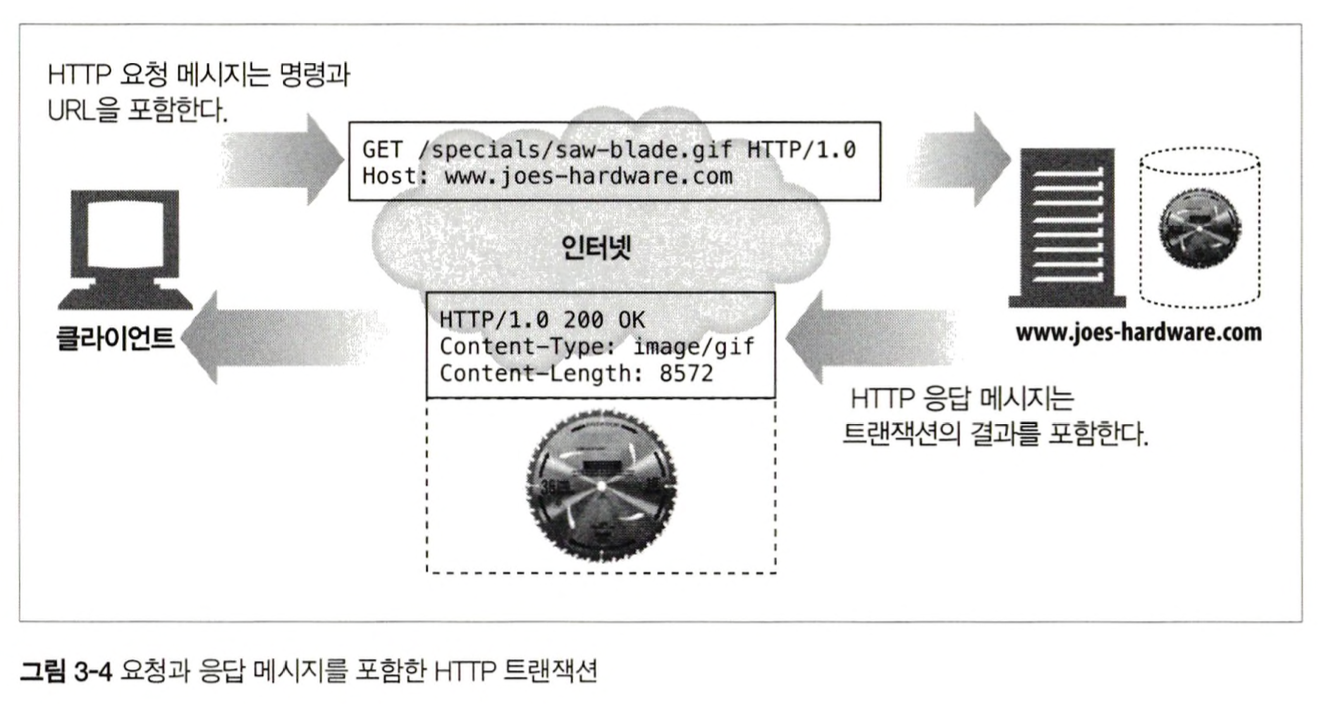 HTTP 요청 메시지는 명령과
URL을 포함한다.
GET /specials/saw-blade.gif HTTP/1.0
Host: www.joes-hardware.com
인터넷
클라이언트
www.joes-hardware.com
HTTP/1.0 200 OK
Content-Type: image/gif
Content-Length: 8572
HTTP 응답 메시지는
트랜잭션의 결과를 포함한다.
그림 3-4 요청과 응답 메시지를 포함한 HTTP 트랜잭션